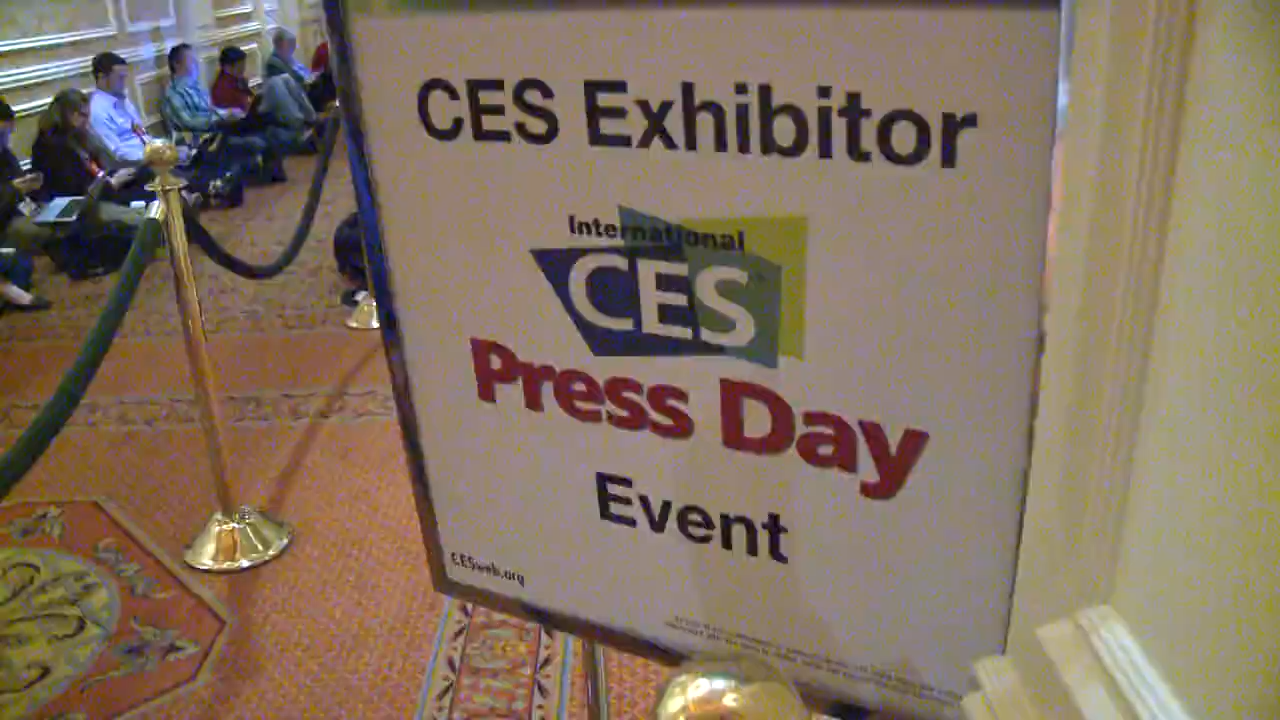 CES Exhibitor
International
CES
Press Day
Event
CESweb.org